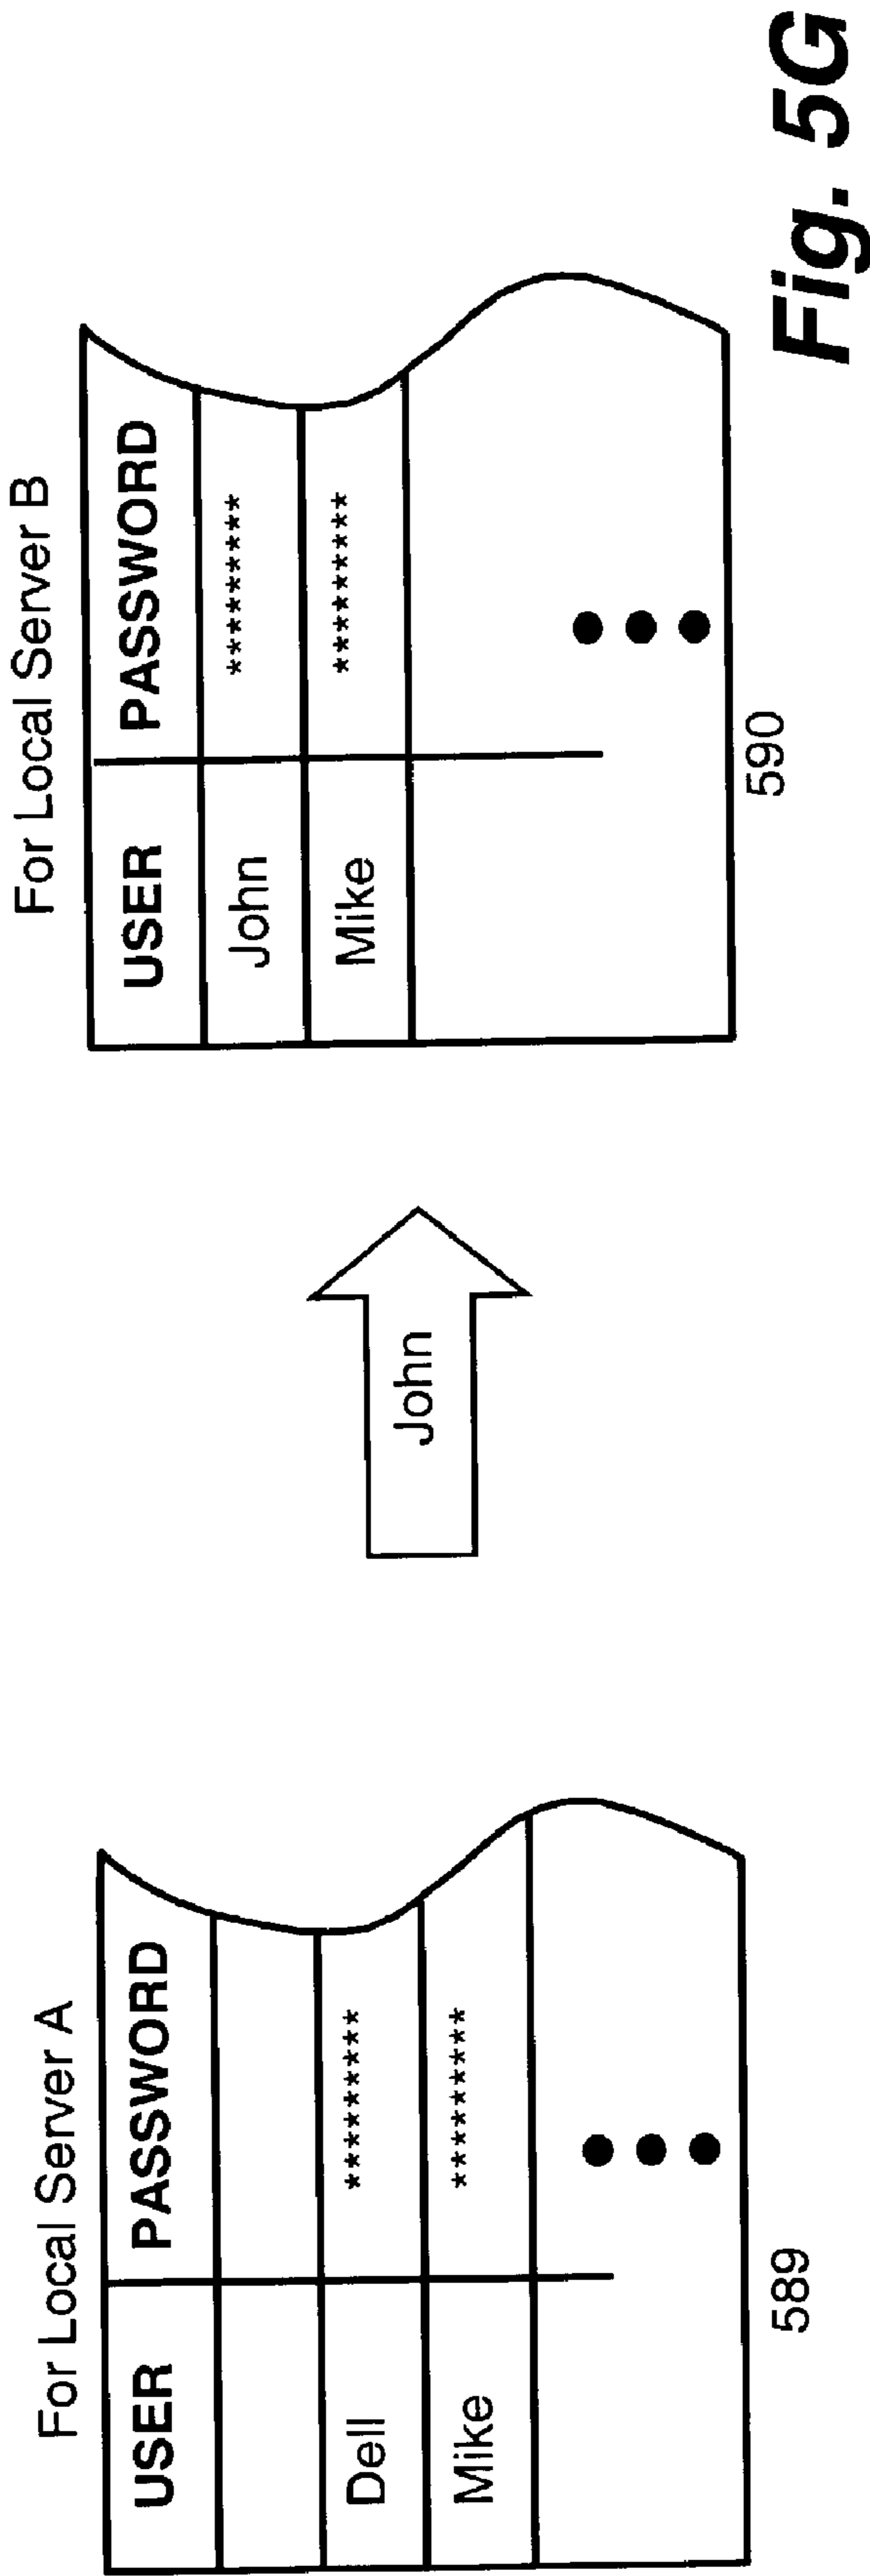 For Local Server A
USER PASSWORD
Dell *********
Mike *********
589
John
For Local Server B
USER PASSWORD
John *********
Mike *********
590
Fig. 5G